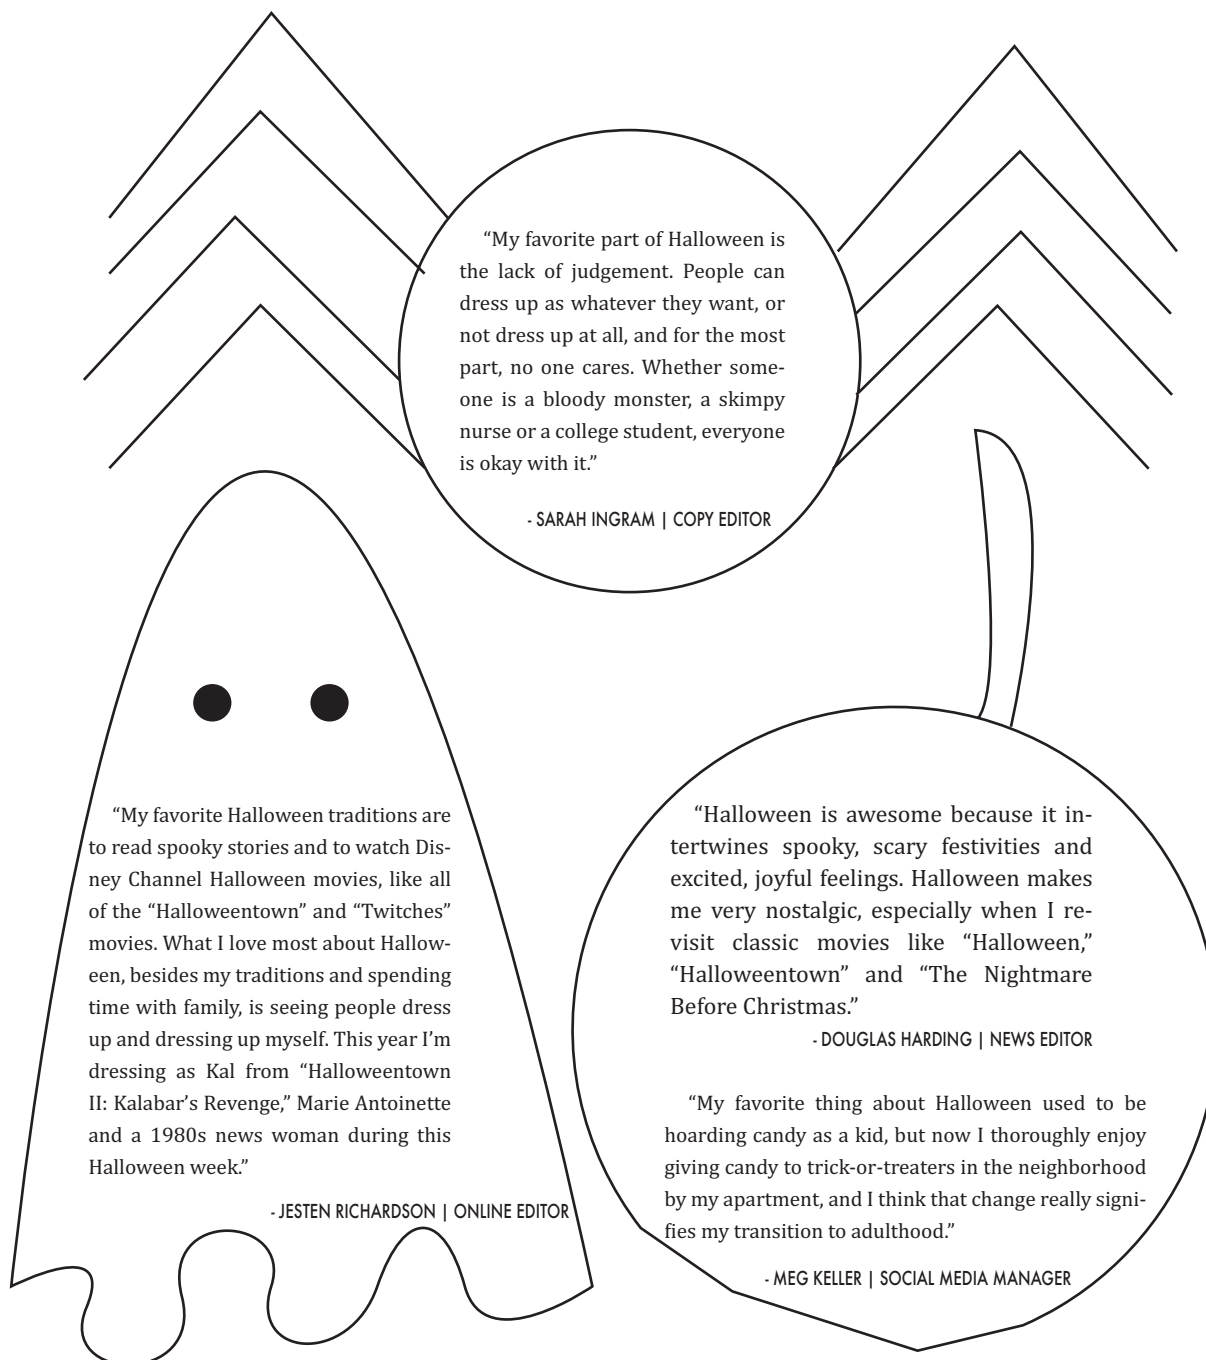 “My favorite part of Halloween is
the lack of judgement. People can
dress up as whatever they want, or
not dress up at all, and for the most
part, no one cares. Whether some-
one is a bloody monster, a skimpy
nurse or a college student, everyone
is okay with it.”
- SARAH INGRAM | COPY EDITOR
“My favorite Halloween traditions are
to read spooky stories and to watch Dis-
ney Channel Halloween movies, like all
of the “Halloweentown” and “Twitches”
movies. What I love most about Hallow-
een, besides my traditions and spending
time with family, is seeing people dress
up and dressing up myself. This year I’m
dressing as Kal from “Halloweentown
II: Kalabar’s Revenge,” Marie Antoinette
and a 1980s news woman during this
Halloween week.”
- JESTEN RICHARDSON | ONLINE EDITOR
“Halloween is awesome because it in-
tertwines spooky, scary festivities and
excited, joyful feelings. Halloween makes
me very nostalgic, especially when I re-
visit classic movies like “Halloween,”
“Halloweentown” and “The Nightmare
Before Christmas.”
- DOUGLAS HARDING | NEWS EDITOR
“My favorite thing about Halloween used to be
hoarding candy as a kid, but now I thoroughly enjoy
giving candy to trick-or-treaters in the neighborhood
by my apartment, and I think that change really signi-
fies my transition to adulthood.”
- MEG KELLER | SOCIAL MEDIA MANAGER